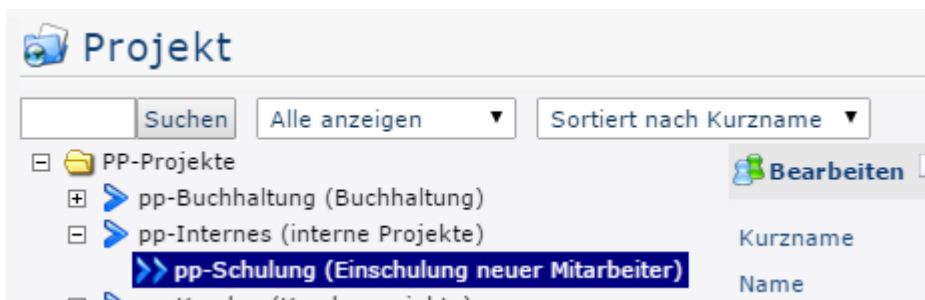 Projekt
Suchen Alle anzeigen Sortiert nach Kurzname
PP-Projekte
Bearbeiten
pp-Buchhaltung (Buchhaltung)
pp-Internes (interne Projekte)
Kurzname
pp-Schulung (Einschulung neuer Mitarbeiter)
Name